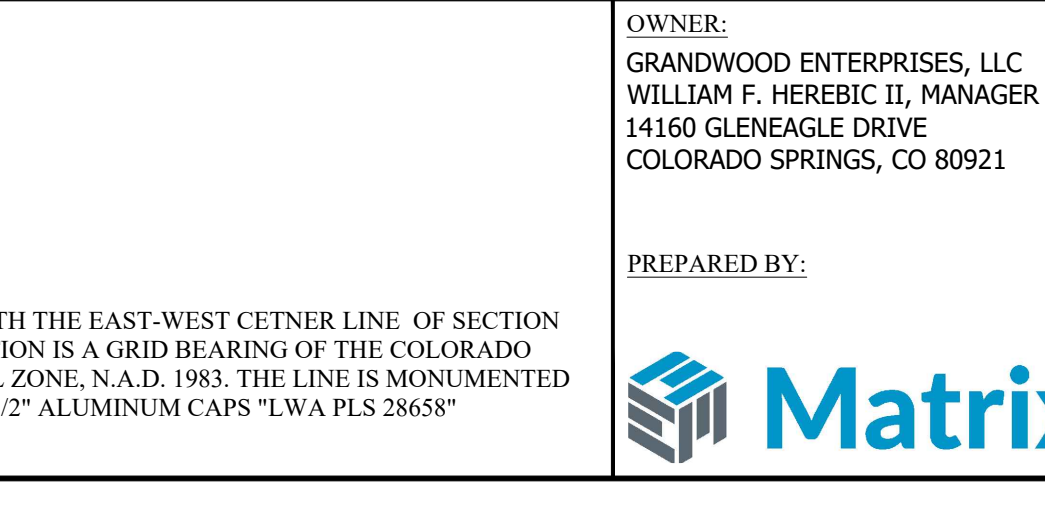 TH THE EAST-WEST CETNER LINE OF SECTION
ION IS A GRID BEARING OF THE COLORADO
ZONE, N.A.D. 1983. THE LINE IS MONUMENTED
/2" ALUMINUM CAPS "LWA PLS 28658"
OWNER:
GRANDWOOD ENTERPRISES, LLC
WILLIAM F. HEREBIC II, MANAGER
14160 GLENEAGLE DRIVE
COLORADO SPRINGS, CO 80921
PREPARED BY:
Matrix